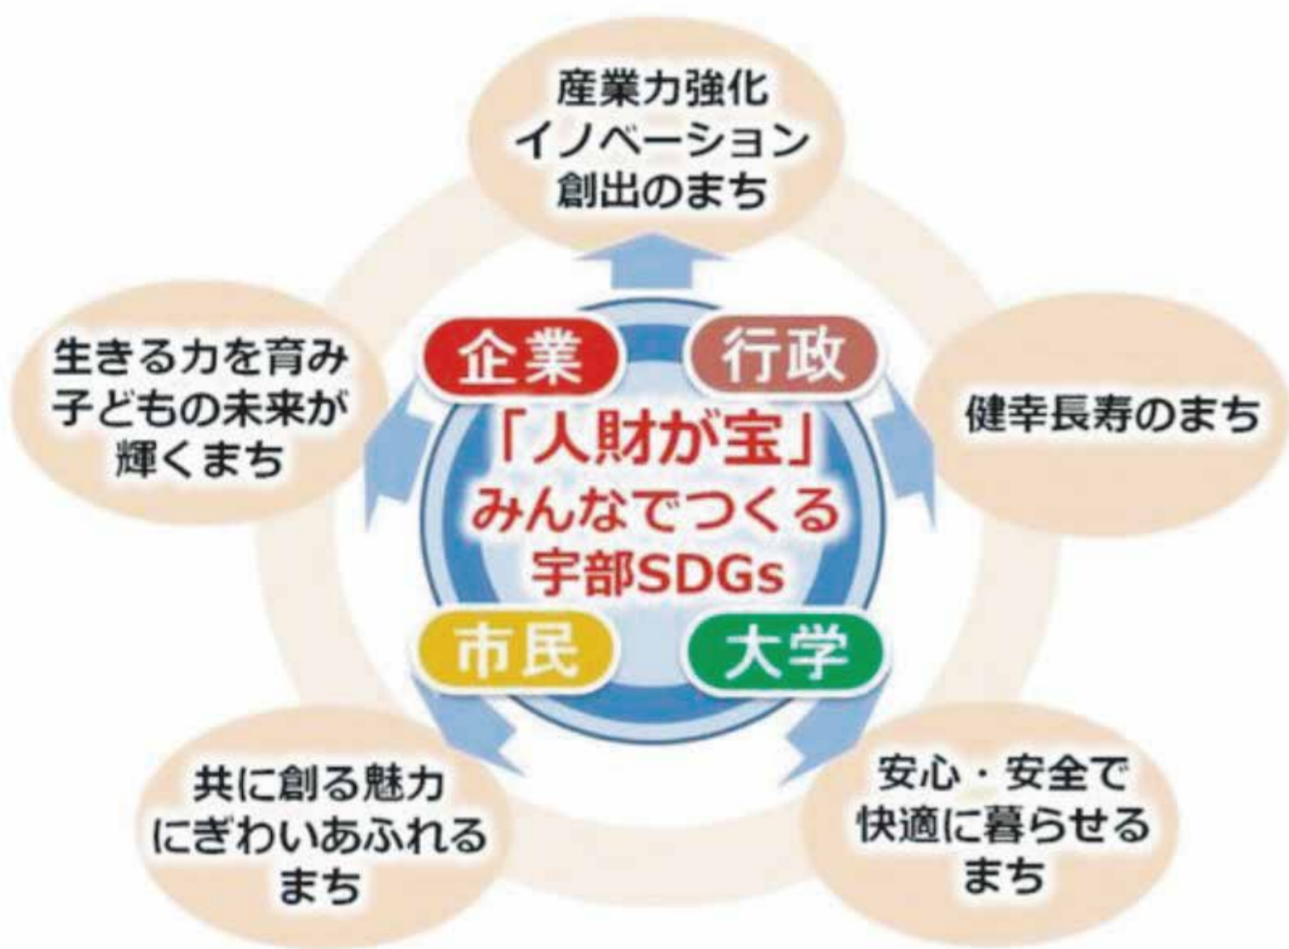 産業力強化
イノベーション
創出のまち
生きる力を育み
子どもの未来が
輝くまち
企業
行政
健幸長寿のまち
「人財が宝」
みんなでつくる
宇部SDGs
市民
大学
共に創る魅力
にぎわいあふれる
まち
安心・安全で
快適に暮らせる
まち